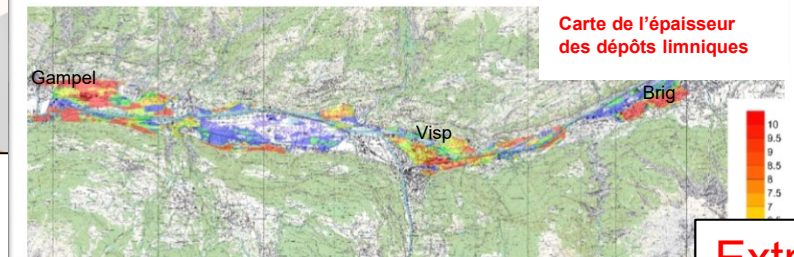 Carte de l'épaisseur
des dépôts limniques
Gampel
Brig
Visp
10
9.5
9
8.5
8
7.5
7